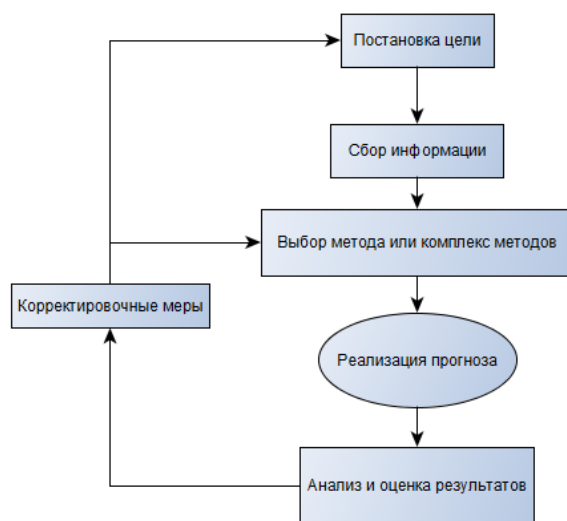 Постановка цели
Сбор информации
Выбор метода или комплекс методов
Корректировочные меры
Реализация прогноза
Анализ и оценка результатов